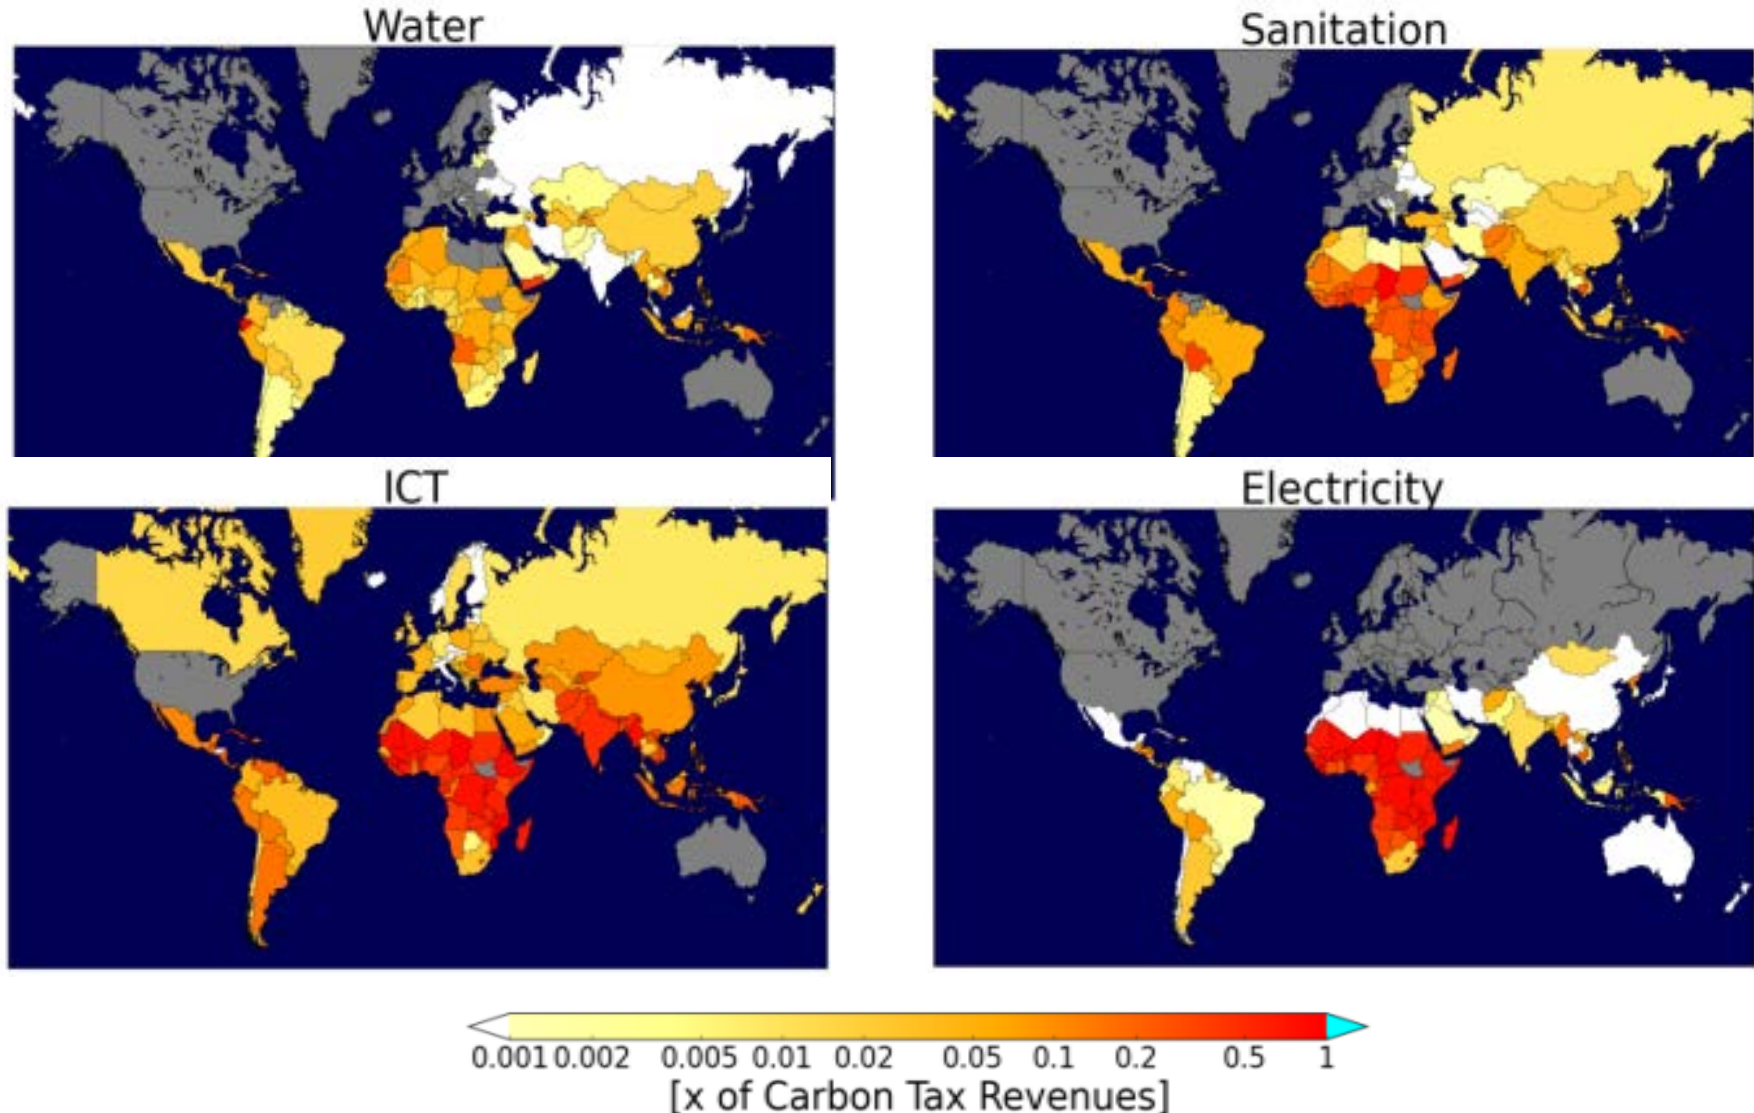 Water
Sanitation
ICT
Electricity
0.001 0.002 0.005 0.01 0.02 0.05 0.1 0.2 0.5 1
[x of Carbon Tax Revenues]